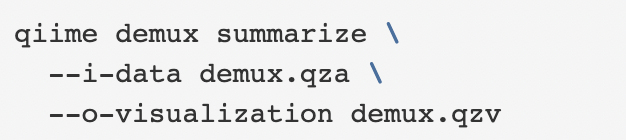 qiime demux summarize \
  --i-data demux.qza \
  --o-visualization demux.qzv